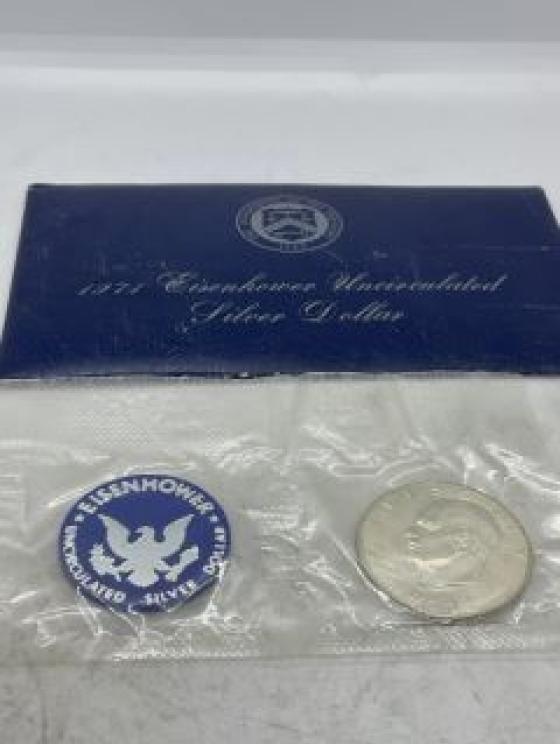 1971 Eisenhower Uncirculated
Silver Dollar
EISENHOWER
UNCIRCULATED SILVER DOLLAR